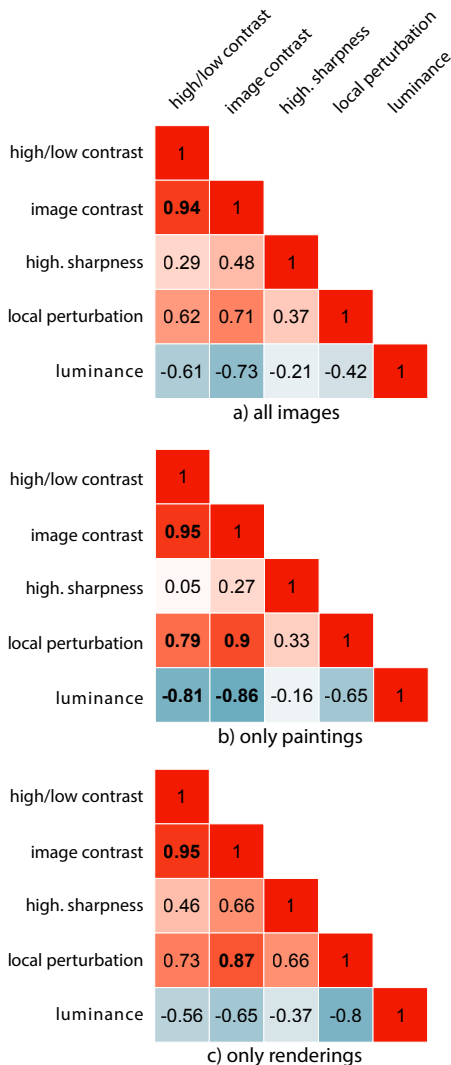 high/low contrast
image contrast
high. sharpness
local perturbation
luminance
high/low contrast 1
image contrast 0.94 1
high. sharpness 0.29 0.48 1
local perturbation 0.62 0.71 0.37 1
luminance -0.61 -0.73 -0.21 -0.42 1
a) all images
high/low contrast 1
image contrast 0.95 1
high. sharpness 0.05 0.27 1
local perturbation 0.79 0.9 0.33 1
luminance -0.81 -0.86 -0.16 -0.65 1
b) only paintings
high/low contrast 1
image contrast 0.95 1
high. sharpness 0.46 0.66 1
local perturbation 0.73 0.87 0.66 1
luminance -0.56 -0.65 -0.37 -0.8 1
c) only renderings